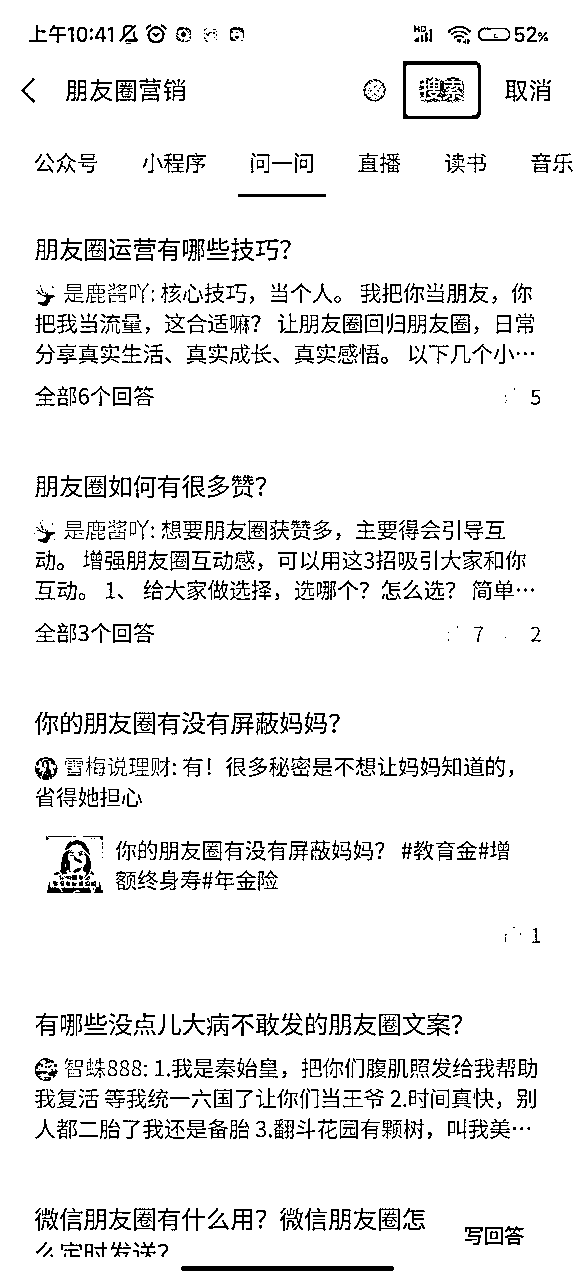 上午10:41
52%
朋友圈营销
搜索
取消
公众号 小程序 问一问 直播 读书 音乐
朋友圈运营有哪些技巧？
是鹿酱吖: 核心技巧，当个人。 我把你当朋友，你
把我当流量，这合适嘛？ 让朋友圈回归朋友圈，日常
分享真实生活、真实成长、真实感悟。 以下几个小…
全部6个回答
5
朋友圈如何有很多赞？
是鹿酱吖: 想要朋友圈获赞多，主要得会引导互
动。 增强朋友圈互动感，可以用这3招吸引大家和你
互动。 1、 给大家做选择，选哪个？怎么选？ 简单…
全部3个回答
7 2
你的朋友圈有没有屏蔽妈妈？
雪梅说理财: 有！很多秘密是不想让妈妈知道的，
省得她担心
你的朋友圈有没有屏蔽妈妈？ #教育金#增
额终身寿#年金险
1
有哪些没点儿大病不敢发的朋友圈文案？
智蛛888: 1.我是秦始皇，把你们腹肌照发给我帮助
我复活 等我统一六国了让你们当王爷 2.时间真快，别
人都二胎了我还是备胎 3.翻斗花园有颗树，叫我美…
微信朋友圈有什么用？微信朋友圈怎
么定时发送？
写回答